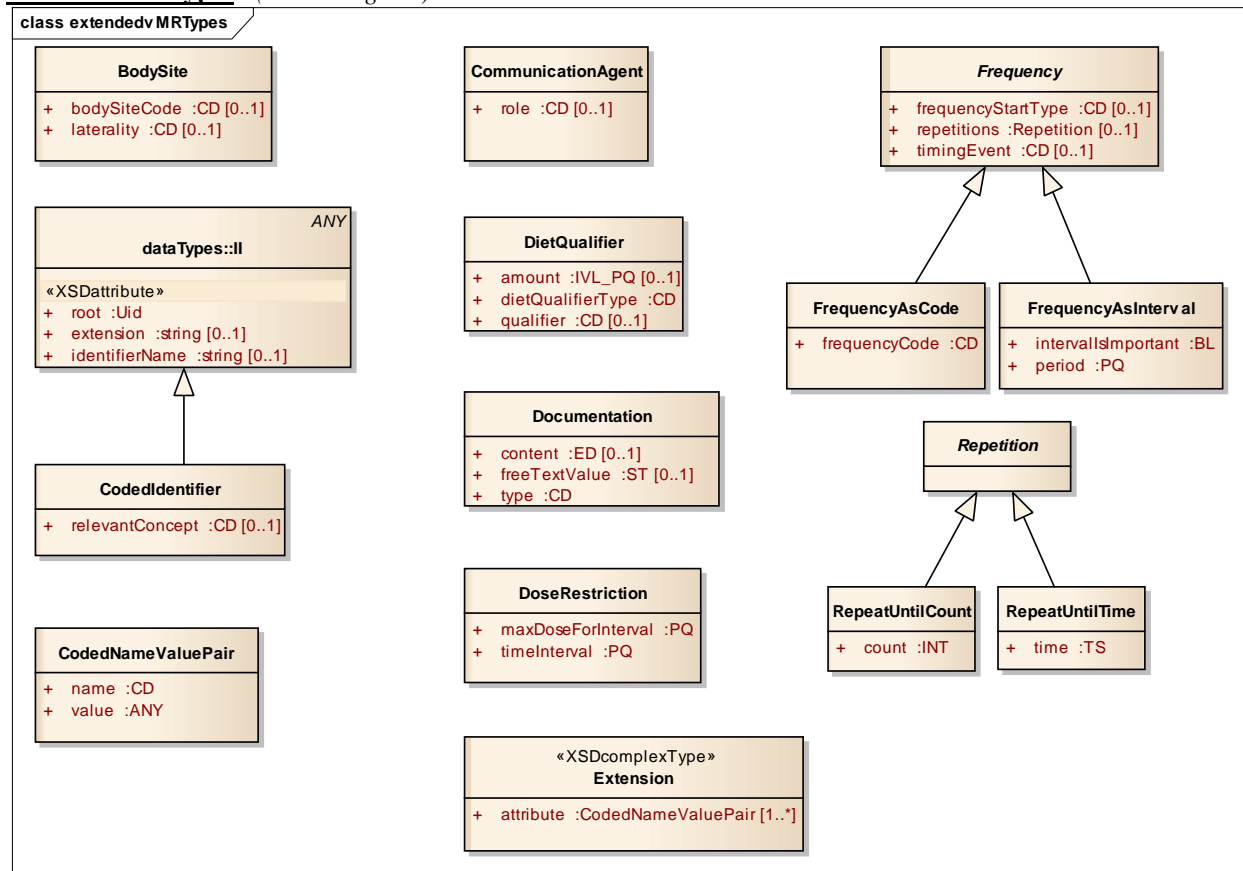 class extendedvMRTypes
BodySite
+ bodySiteCode :CD [0..1]
+ laterality :CD [0..1]
ANY
dataTypes::II
«XSDattribute»
+ root :Uid
+ extension :string [0..1]
+ identifierName :string [0..1]
CodedIdentifier
+ relevantConcept :CD [0..1]
CodedNameValuePair
+ name :CD
+ value :ANY
CommunicationAgent
+ role :CD [0..1]
DietQualifier
+ amount :IVL_PQ [0..1]
+ dietQualifierType :CD
+ qualifier :CD [0..1]
Documentation
+ content :ED [0..1]
+ freeTextValue :ST [0..1]
+ type :CD
DoseRestriction
+ maxDoseForInterval :PQ
+ timeInterval :PQ
«XSDcomplexType»
Extension
+ attribute :CodedNameValuePair [1..*]
Frequency
+ frequencyStartType :CD [0..1]
+ repetitions :Repetition [0..1]
+ timingEvent :CD [0..1]
FrequencyAsCode
+ frequencyCode :CD
FrequencyAsInterval
+ intervalIsImportant :BL
+ period :PQ
Repetition
RepeatUntilCount
+ count :INT
RepeatUntilTime
+ time :TS